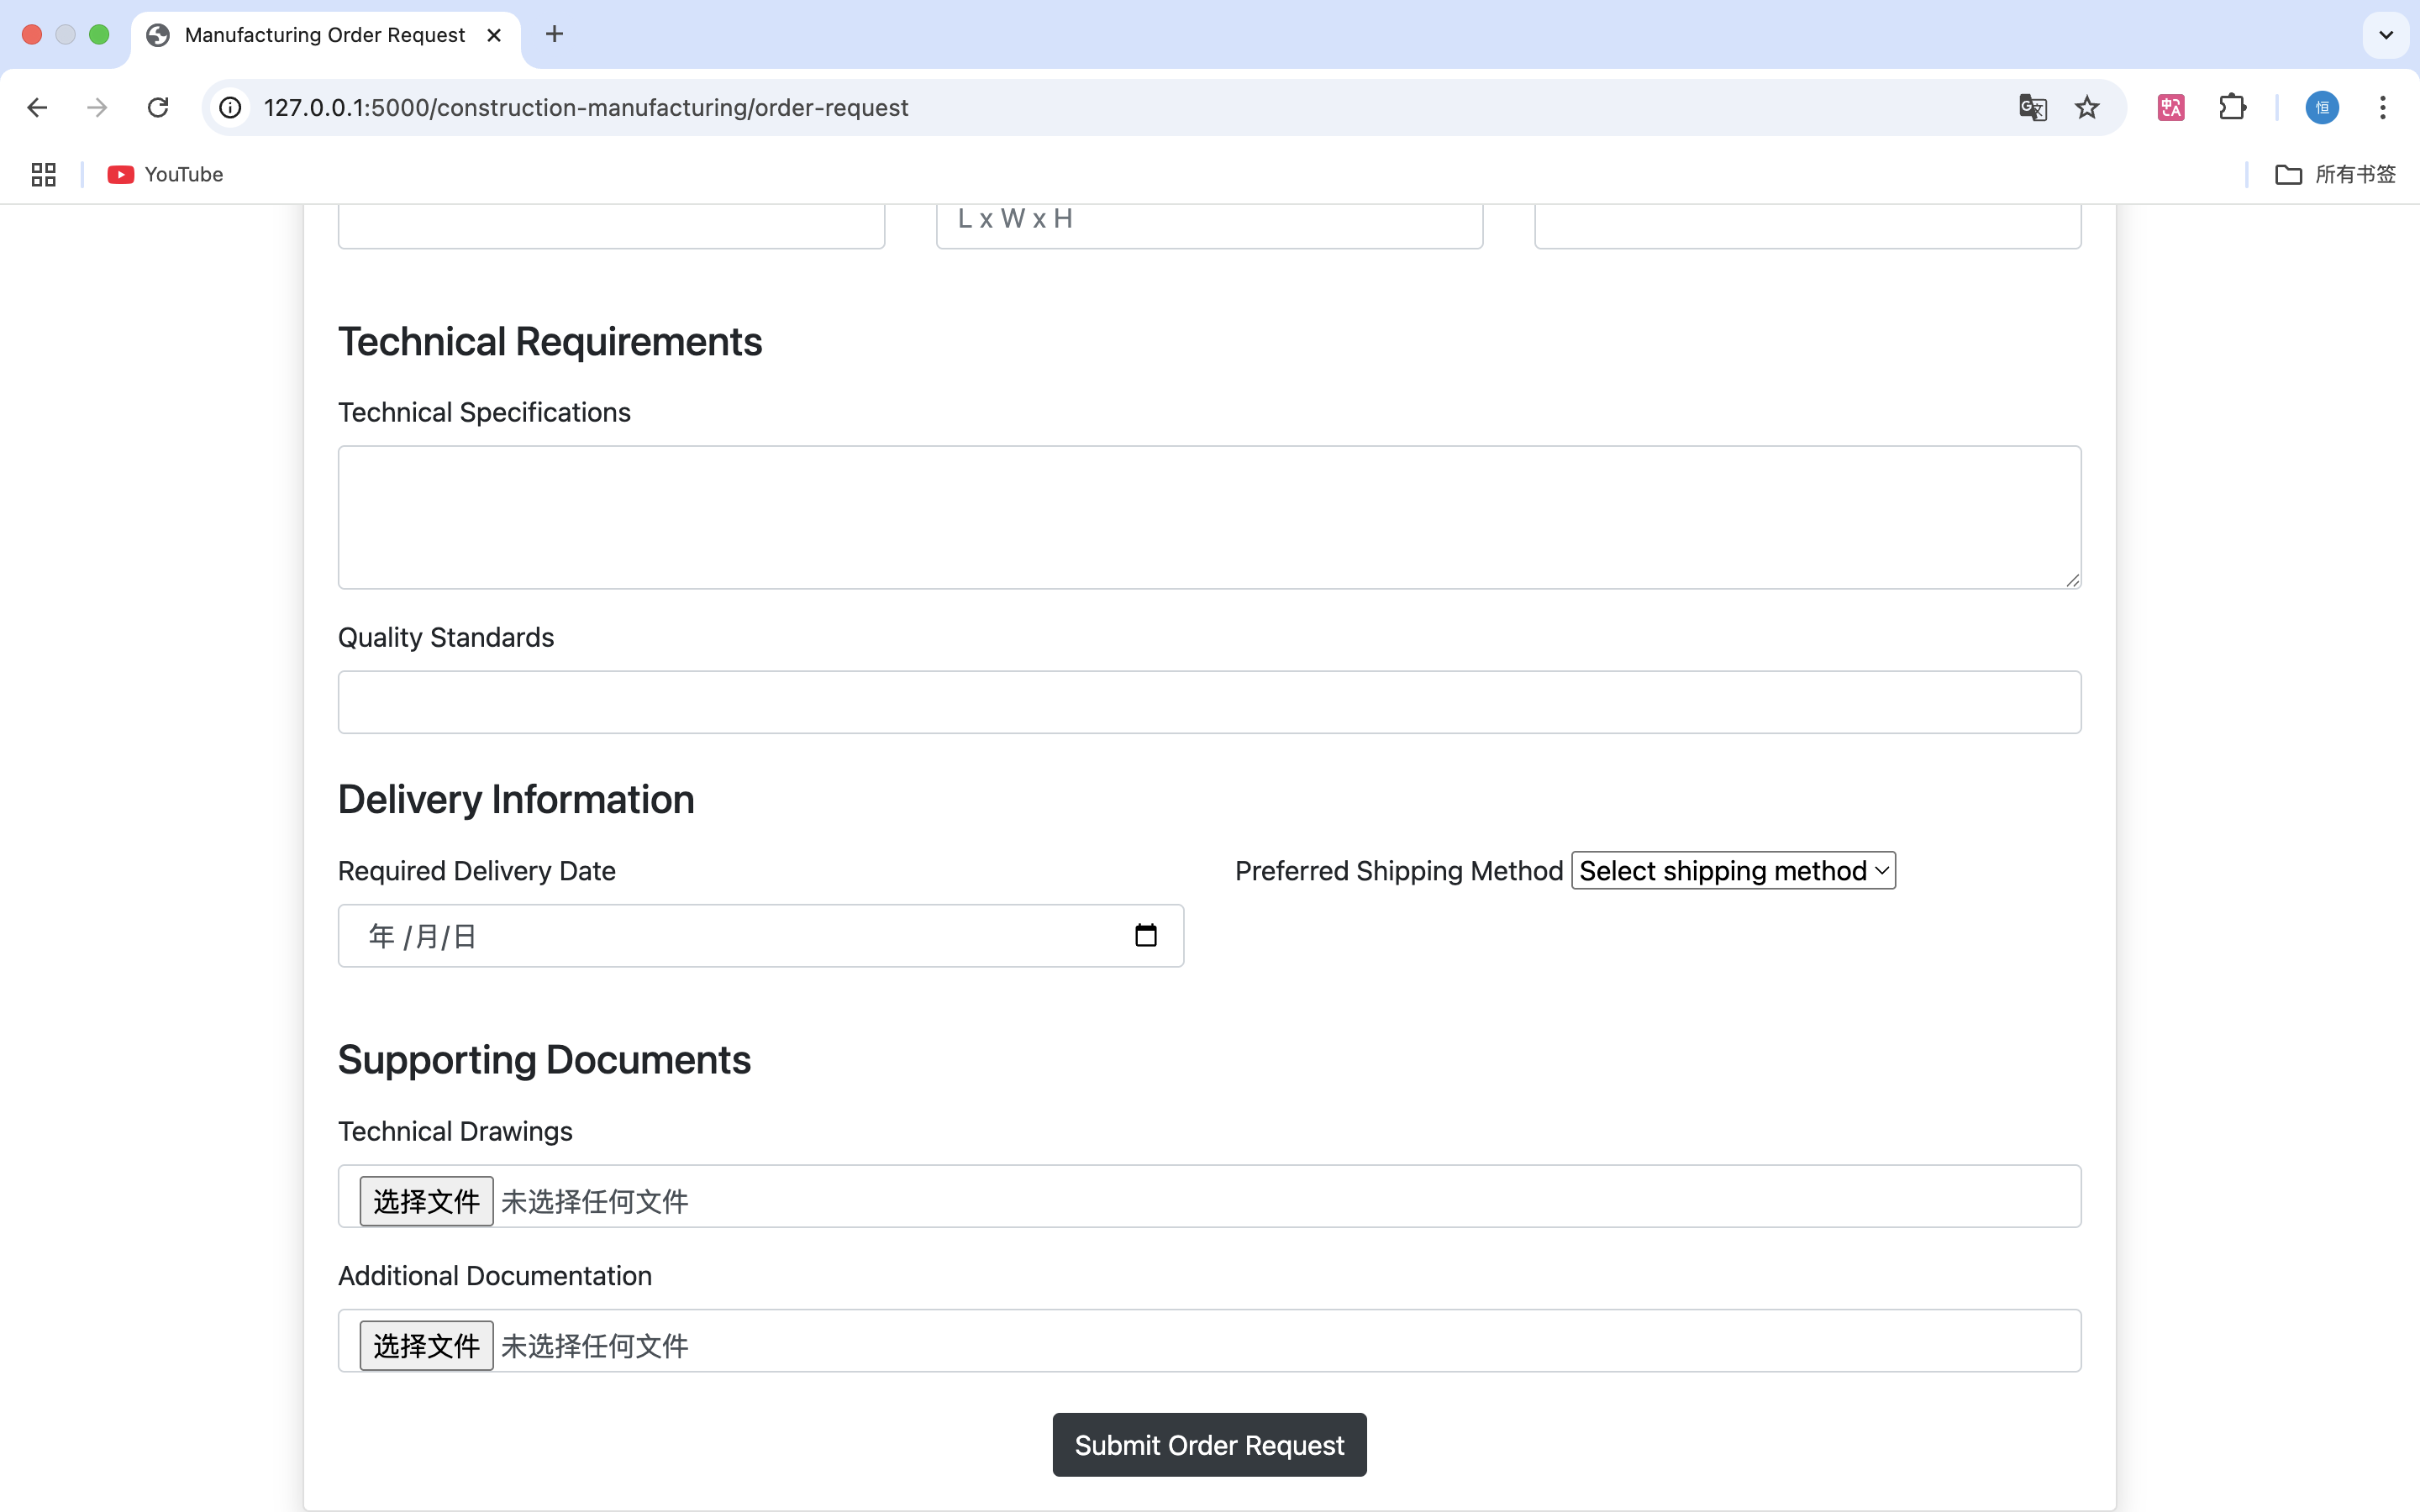 Manufacturing Order Request
127.0.0.1:5000/construction-manufacturing/order-request
恒
YouTube
所有书签
L x W x H
Technical Requirements
Technical Specifications
Quality Standards
Delivery Information
Required Delivery Date
Preferred Shipping Method Select shipping method
年 /月/日
Supporting Documents
Technical Drawings
选择文件 未选择任何文件
Additional Documentation
选择文件 未选择任何文件
Submit Order Request